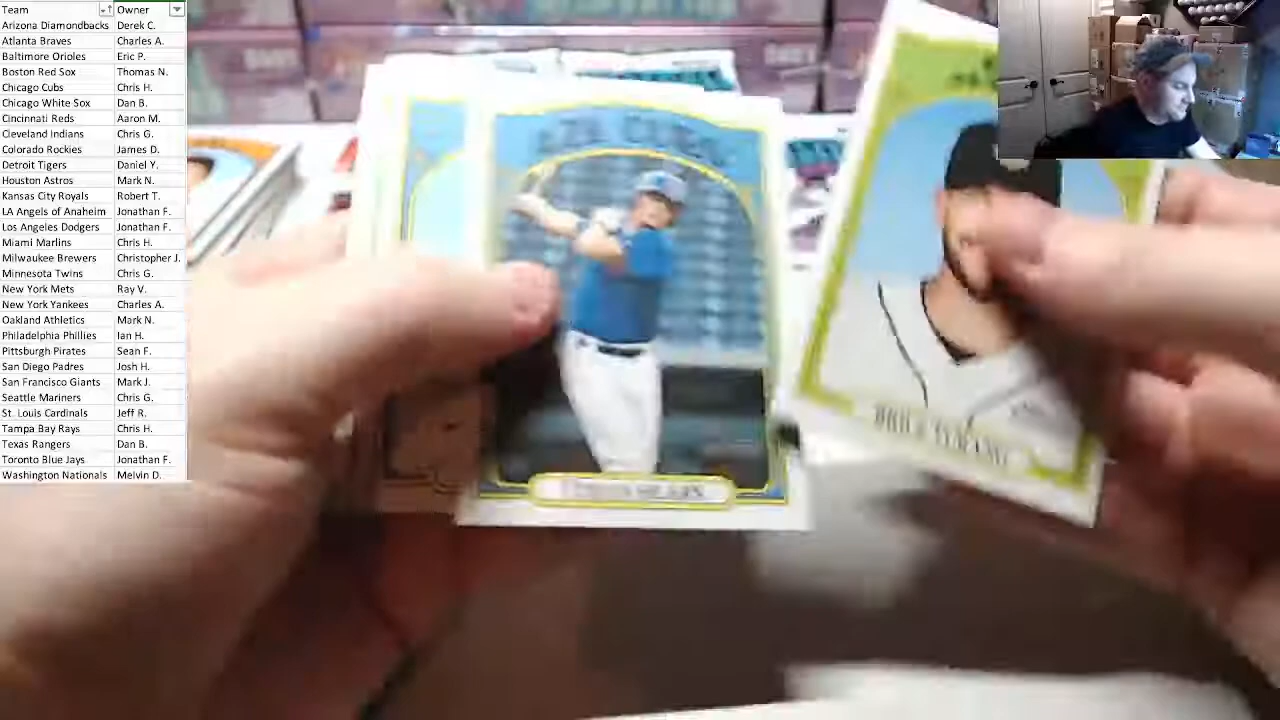 Team Owner
Arizona Diamondbacks Derek C.
Atlanta Braves Charles A.
Baltimore Orioles Eric P.
Boston Red Sox Thomas N.
Chicago Cubs Chris H.
Chicago White Sox Dan B.
Cincinnati Reds Aaron M.
Cleveland Indians Chris G.
Colorado Rockies James D.
Detroit Tigers Daniel Y.
Houston Astros Mark N.
Kansas City Royals Robert T.
LA Angels of Anaheim Jonathan F.
Los Angeles Dodgers Jonathan F.
Miami Marlins Chris H.
Milwaukee Brewers Christopher J.
Minnesota Twins Chris G.
New York Mets Ray V.
New York Yankees Charles A.
Oakland Athletics Mark N.
Philadelphia Phillies Ian H.
Pittsburgh Pirates Sean F.
San Diego Padres Josh H.
San Francisco Giants Mark J.
Seattle Mariners Chris G.
St. Louis Cardinals Jeff R.
Tampa Bay Rays Chris H.
Texas Rangers Dan B.
Toronto Blue Jays Jonathan F.
Washington Nationals Melvin D.